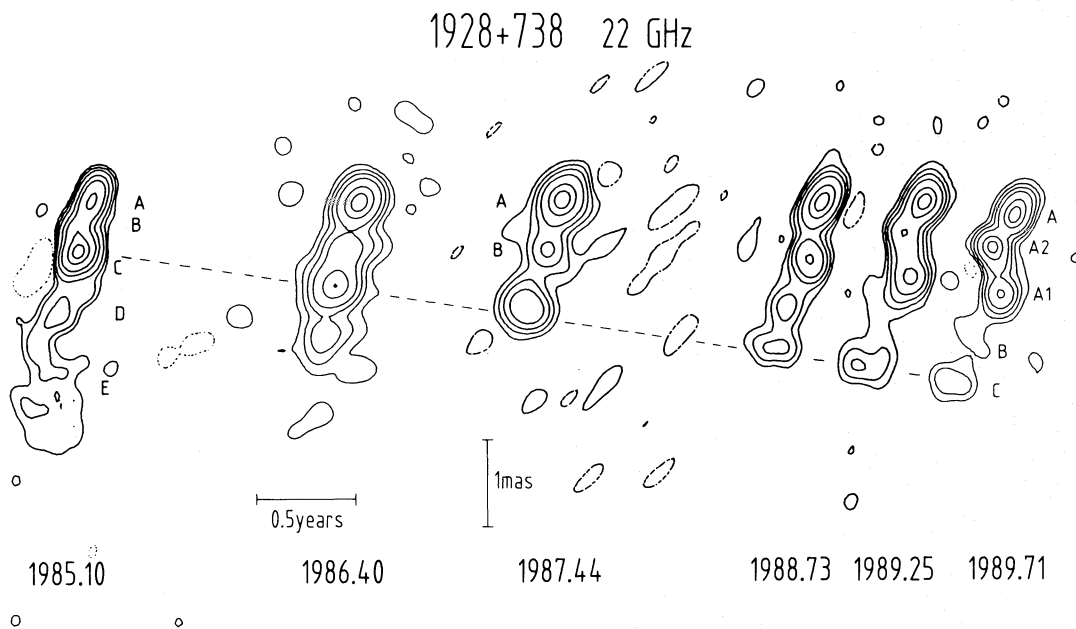 1928+738 22 GHz
A
B
C
D
E
A
B
A
A2
A1
B
C
1mas
0.5years
1985.10
1986.40
1987.44
1988.73
1989.25
1989.71